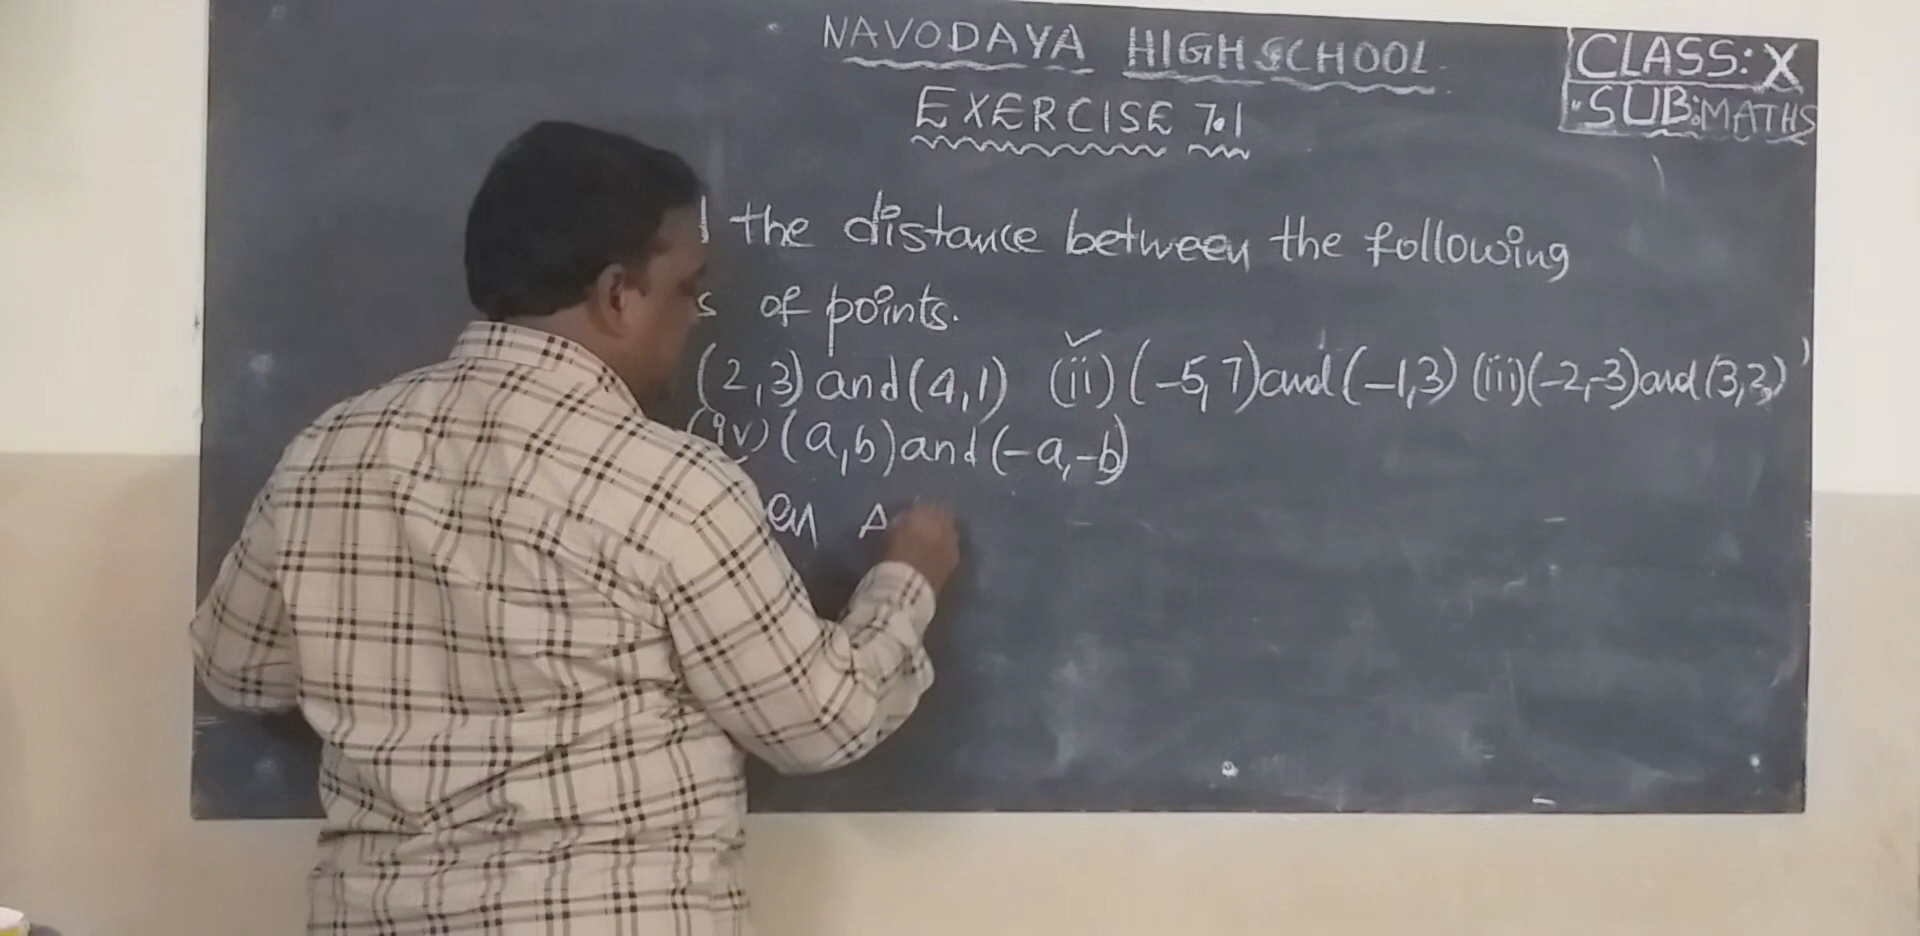 NAVODAYA HIGH SCHOOL
CLASS: X
SUB: MATHS
EXERCISE 7.1
the distance between the following
of points.
(2,3) and (4,1) (ii) (-5,7) and (-1,3) (iii) (-2,-3) and (3,2)
(iv) (a,b) and (-a,-b)
en A